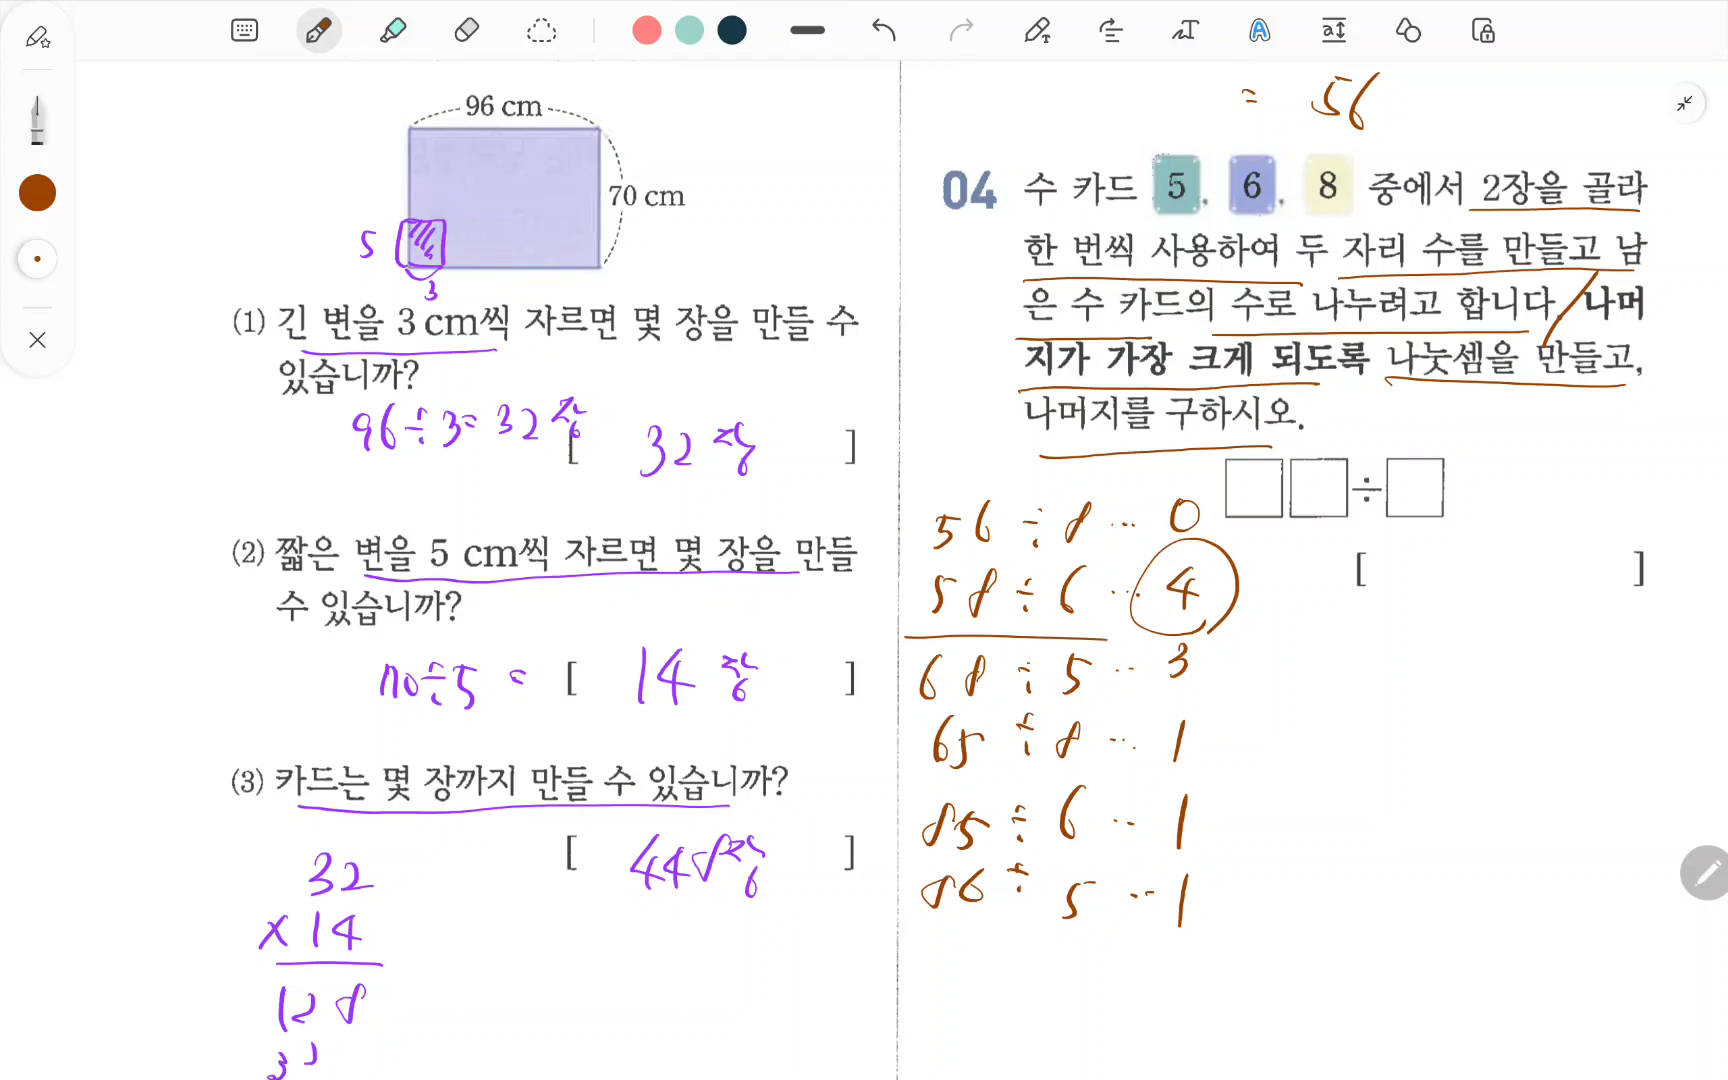 96 cm
70 cm
5
3
(1) 긴 변을 3 cm씩 자르면 몇 장을 만들 수
있습니까?
96÷3=32장
[ 32장 ]
(2) 짧은 변을 5 cm씩 자르면 몇 장을 만들
수 있습니까?
70÷5 = [ 14장 ]
(3) 카드는 몇 장까지 만들 수 있습니까?
[ 448장 ]
32
× 14
128
= 56
04 수 카드 5, 6, 8 중에서 2장을 골라
한 번씩 사용하여 두 자리 수를 만들고 남
은 수 카드의 수로 나누려고 합니다. 나머
지가 가장 크게 되도록 나눗셈을 만들고,
나머지를 구하시오.
□□÷□
[ ]
56 ÷ 8 ··· 0
58 ÷ 6 ··· 4
68 ÷ 5 ·· 3
65 ÷ 8 ··· 1
85 ÷ 6 ·· 1
86 ÷ 5 ·· 1